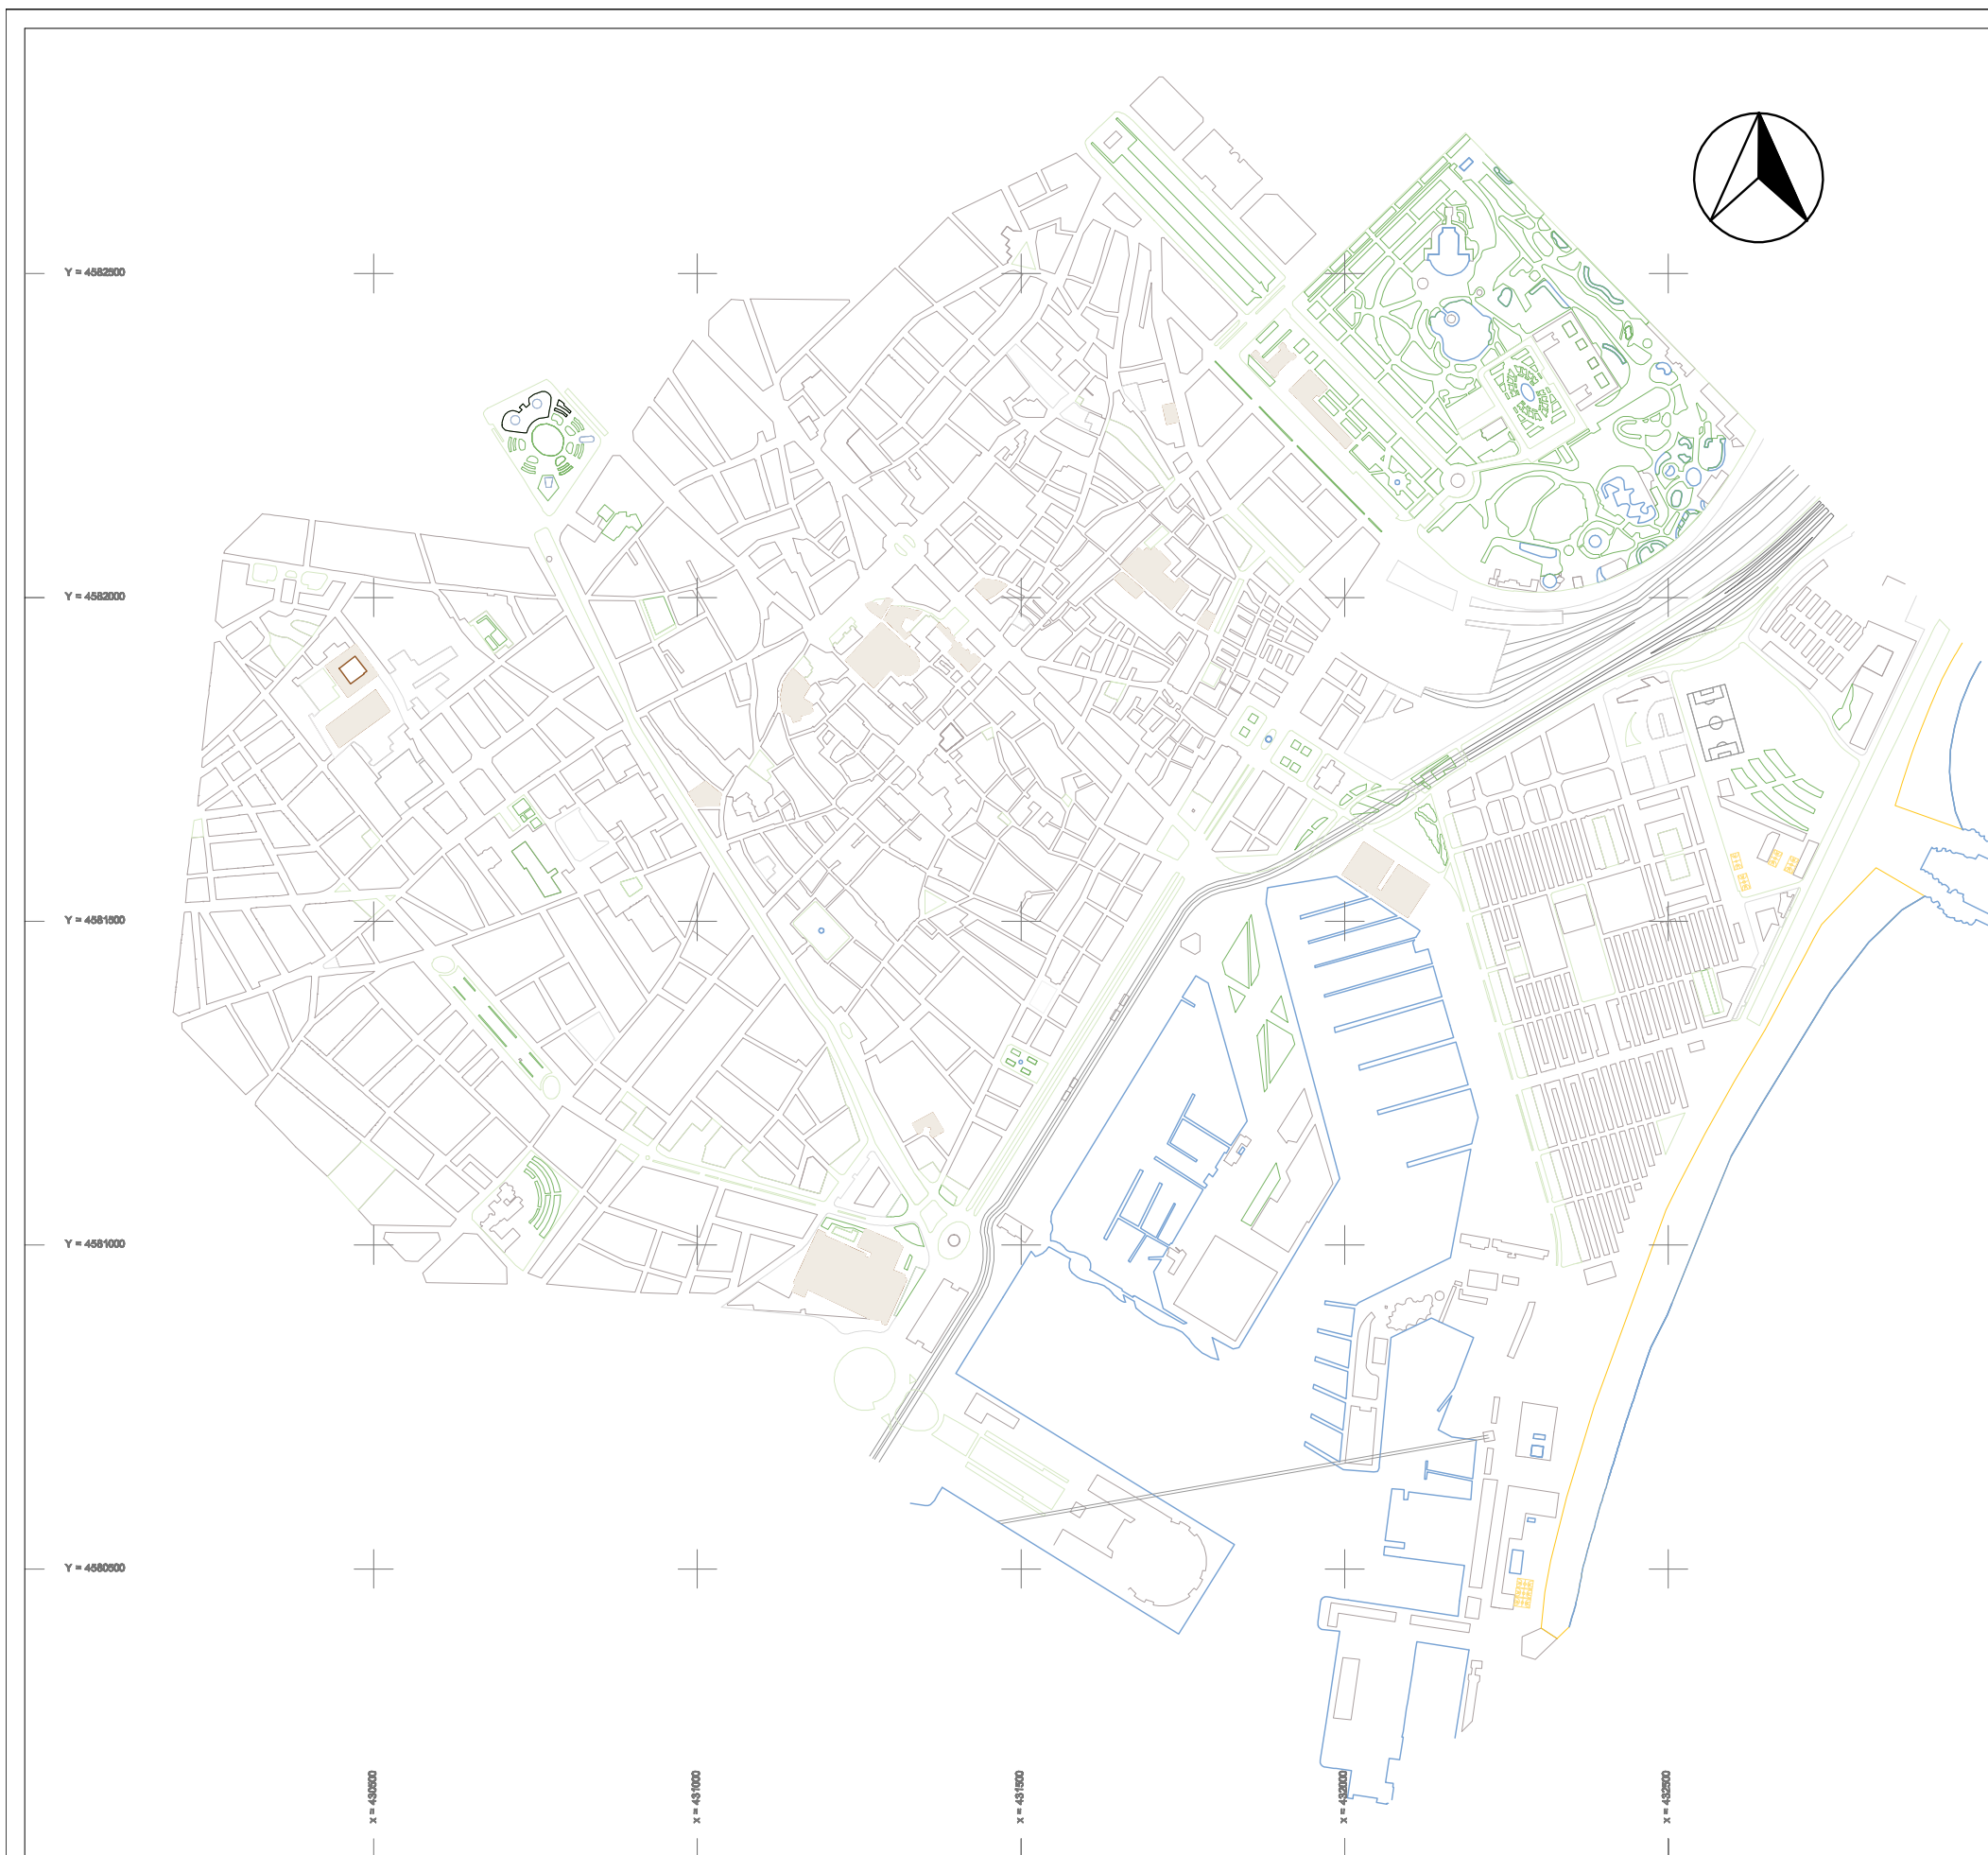 Y = 4582500
Y = 4582000
Y = 4581500
Y = 4581000
Y = 4580500
x = 430500
x = 431000
x = 431500
x = 432000
x = 432500